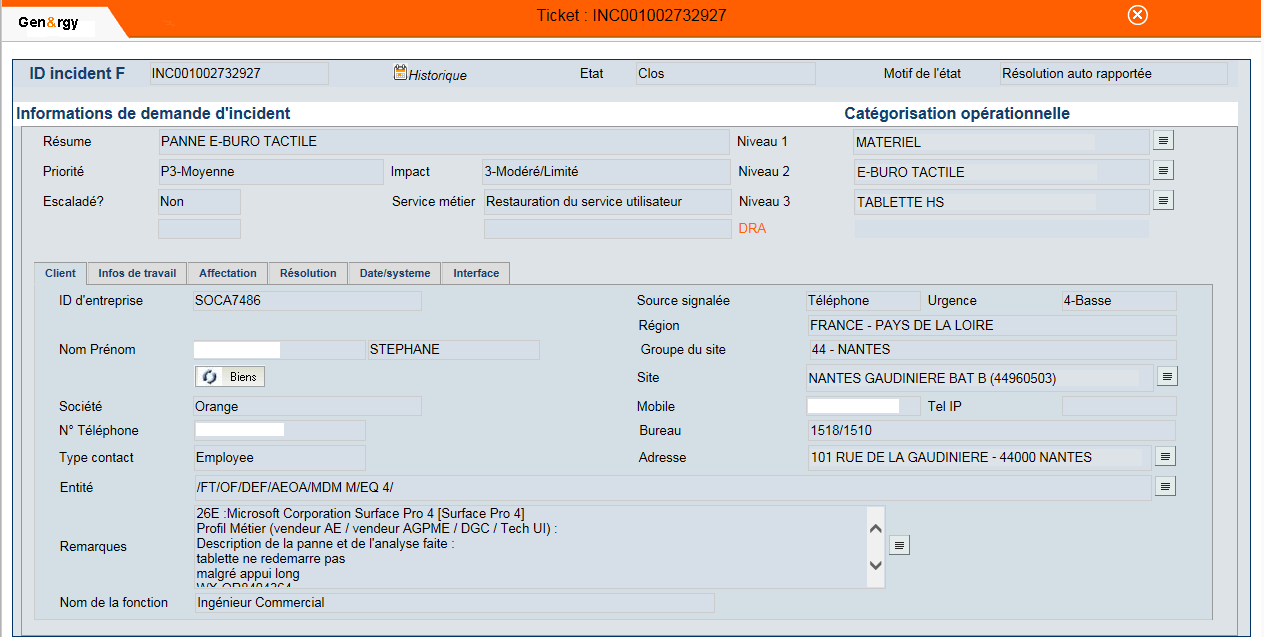 Gen&rgy
Ticket : INC001002732927
ID incident F INC001002732927 Historique Etat Clos Motif de l'état Résolution auto rapportée
Informations de demande d'incident Catégorisation opérationnelle
Résume PANNE E-BURO TACTILE Niveau 1 MATERIEL
Priorité P3-Moyenne Impact 3-Modéré/Limité Niveau 2 E-BURO TACTILE
Escaladé? Non Service métier Restauration du service utilisateur Niveau 3 TABLETTE HS
DRA
Client Infos de travail Affectation Résolution Date/systeme Interface
ID d'entreprise SOCA7486 Source signalée Téléphone Urgence 4-Basse
Région FRANCE - PAYS DE LA LOIRE
Nom Prénom STEPHANE Groupe du site 44 - NANTES
Biens Site NANTES GAUDINIERE BAT B (44960503)
Société Orange Mobile Tel IP
N° Téléphone Bureau 1518/1510
Type contact Employee Adresse 101 RUE DE LA GAUDINIERE - 44000 NANTES
Entité /FT/OF/DEF/AEOA/MDM M/EQ 4/
26E :Microsoft Corporation Surface Pro 4 [Surface Pro 4]
Profil Métier (vendeur AE / vendeur AGPME / DGC / Tech UI) :
Description de la panne et de l'analyse faite :
Remarques
tablette ne redemarre pas
malgré appui long
Nom de la fonction Ingénieur Commercial